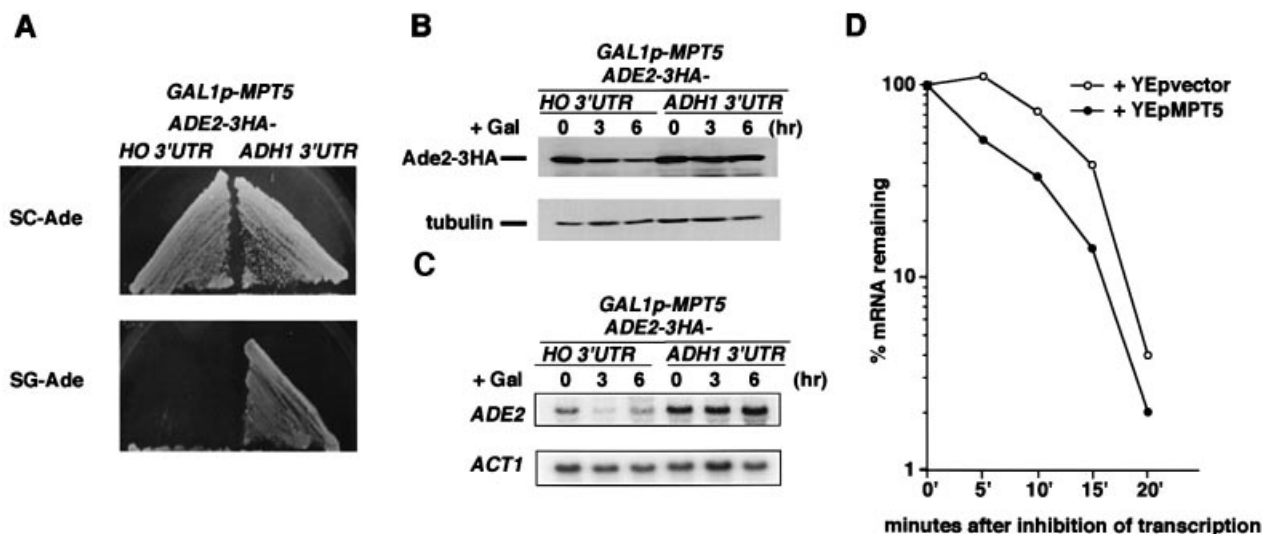 A
GAL1p-MPT5
ADE2-3HA-
HO 3'UTR ADH1 3'UTR
SC-Ade
SG-Ade
B
GAL1p-MPT5
ADE2-3HA-
HO 3'UTR ADH1 3'UTR
+ Gal 0 3 6 0 3 6 (hr)
Ade2-3HA
tubulin
C
GAL1p-MPT5
ADE2-3HA-
HO 3'UTR ADH1 3'UTR
+ Gal 0 3 6 0 3 6 (hr)
ADE2
ACT1
D
+ YEpvector
+ YEpMPT5
% mRNA remaining
100
10
1
0' 5' 10' 15' 20'
minutes after inhibition of transcription